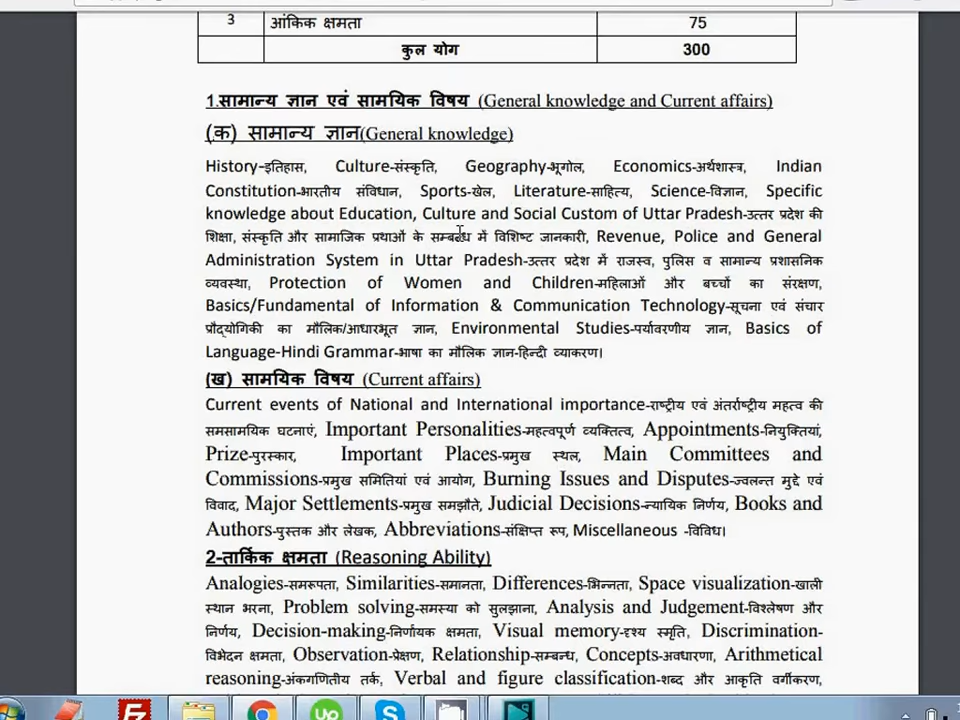 3 आंकिक क्षमता 75
कुल योग 300
1.सामान्य ज्ञान एवं सामयिक विषय (General knowledge and Current affairs)
(क) सामान्य ज्ञान(General knowledge)
History-इतिहास, Culture-संस्कृति, Geography-भूगोल, Economics-अर्थशास्त्र, Indian
Constitution-भारतीय संविधान, Sports-खेल, Literature-साहित्य, Science-विज्ञान, Specific
knowledge about Education, Culture and Social Custom of Uttar Pradesh-उत्तर प्रदेश की
शिक्षा, संस्कृति और सामाजिक प्रथाओं के सम्बन्ध में विशिष्ट जानकारी, Revenue, Police and General
Administration System in Uttar Pradesh-उत्तर प्रदेश में राजस्व, पुलिस व सामान्य प्रशासनिक
व्यवस्था, Protection of Women and Children-महिलाओं और बच्चों का संरक्षण,
Basics/Fundamental of Information & Communication Technology-सूचना एवं संचार
प्रौद्योगिकी का मौलिक/आधारभूत ज्ञान, Environmental Studies-पर्यावरणीय ज्ञान, Basics of
Language-Hindi Grammar-भाषा का मौलिक ज्ञान-हिन्दी व्याकरण।
(ख) सामयिक विषय (Current affairs)
Current events of National and International importance-राष्ट्रीय एवं अंतर्राष्ट्रीय महत्व की
समसामयिक घटनाएं, Important Personalities-महत्वपूर्ण व्यक्तित्व, Appointments-नियुक्तियां,
Prize-पुरस्कार, Important Places-प्रमुख स्थल, Main Committees and
Commissions-प्रमुख समितियां एवं आयोग, Burning Issues and Disputes-ज्वलन्त मुद्दे एवं
विवाद, Major Settlements-प्रमुख समझौते, Judicial Decisions-न्यायिक निर्णय, Books and
Authors-पुस्तक और लेखक, Abbreviations-संक्षिप्त रूप, Miscellaneous -विविध।
2-तार्किक क्षमता (Reasoning Ability)
Analogies-समरूपता, Similarities-समानता, Differences-भिन्नता, Space visualization-खाली
स्थान भरना, Problem solving-समस्या को सुलझाना, Analysis and Judgement-विश्लेषण और
निर्णय, Decision-making-निर्णायक क्षमता, Visual memory-दृश्य स्मृति, Discrimination-
विभेदन क्षमता, Observation-प्रेक्षण, Relationship-सम्बन्ध, Concepts-अवधारणा, Arithmetical
reasoning-अंकगणितीय तर्क, Verbal and figure classification-शब्द और आकृति वर्गीकरण,